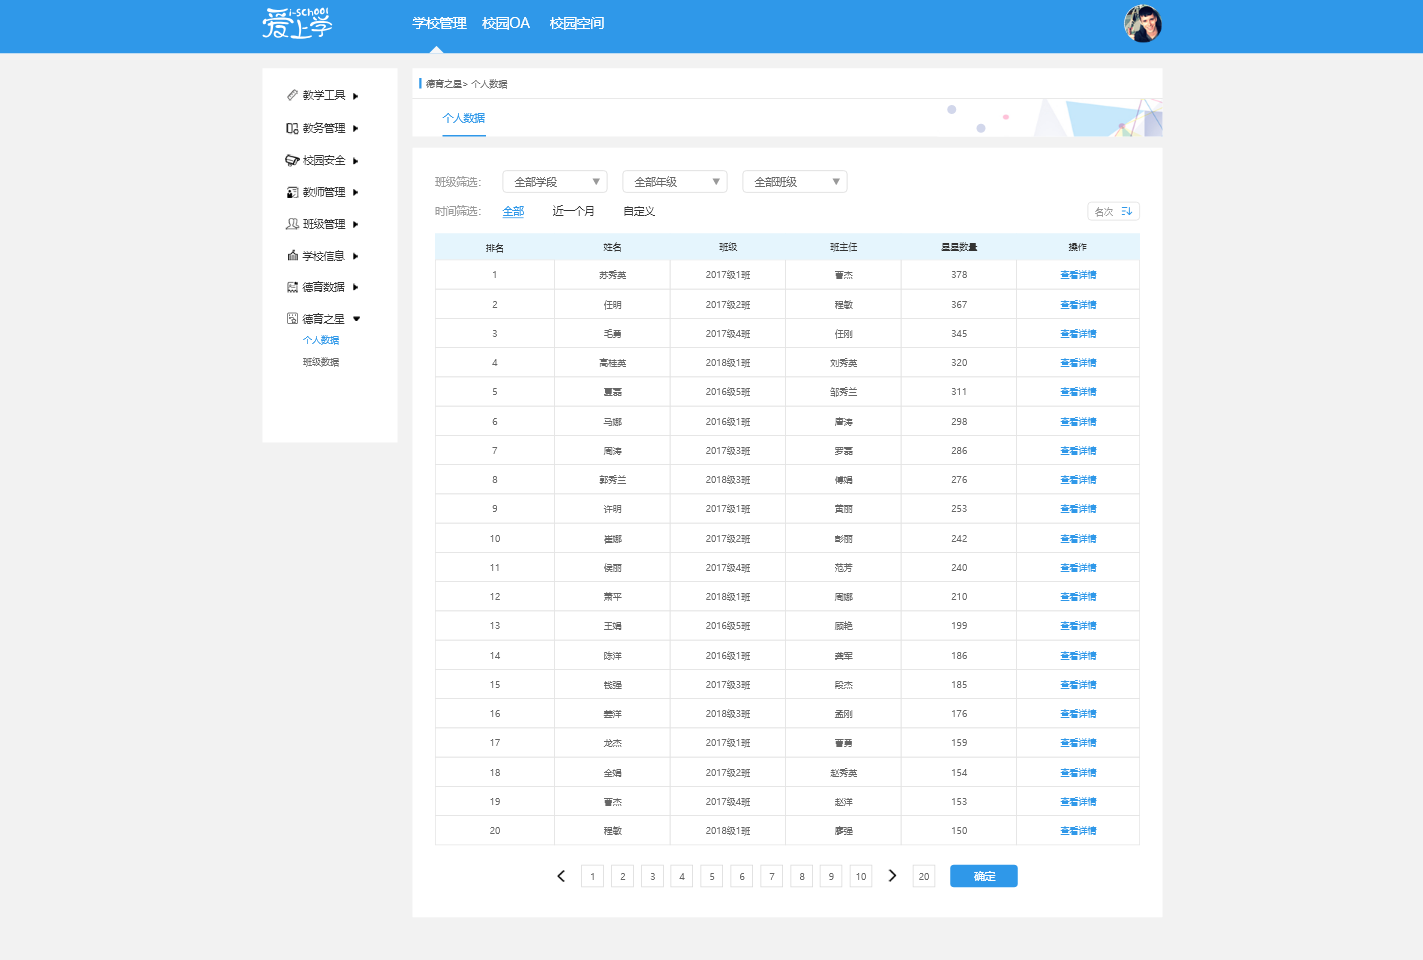 i-SCHOOL
爱上学
学校管理 校园OA 校园空间
教学工具
教务管理
校园安全
教师管理
班级管理
学校信息
德育数据
德育之星
个人数据
班级数据
德育之星> 个人数据
个人数据
班级筛选: 全部学段 全部年级 全部班级
时间筛选: 全部 近一个月 自定义 名次
排名 姓名 班级 班主任 星星数量 操作
1 苏秀英 2017级1班 曹杰 378 查看详情
2 任明 2017级2班 程敏 367 查看详情
3 毛勇 2017级4班 任刚 345 查看详情
4 高桂英 2018级1班 刘秀英 320 查看详情
5 夏磊 2016级5班 邹秀兰 311 查看详情
6 马娜 2016级1班 唐涛 298 查看详情
7 周涛 2017级3班 罗磊 286 查看详情
8 郭秀兰 2018级3班 傅娟 276 查看详情
9 许明 2017级1班 黄丽 253 查看详情
10 崔娜 2017级2班 彭丽 242 查看详情
11 侯丽 2017级4班 范芳 240 查看详情
12 萧平 2018级1班 周娜 210 查看详情
13 王娟 2016级5班 顾艳 199 查看详情
14 陈洋 2016级1班 龚军 186 查看详情
15 钱强 2017级3班 段杰 185 查看详情
16 姜洋 2018级3班 孟刚 176 查看详情
17 龙杰 2017级1班 曹勇 159 查看详情
18 金娟 2017级2班 赵秀英 154 查看详情
19 曹杰 2017级4班 赵洋 153 查看详情
20 程敏 2018级1班 廖强 150 查看详情
1 2 3 4 5 6 7 8 9 10 20 确定